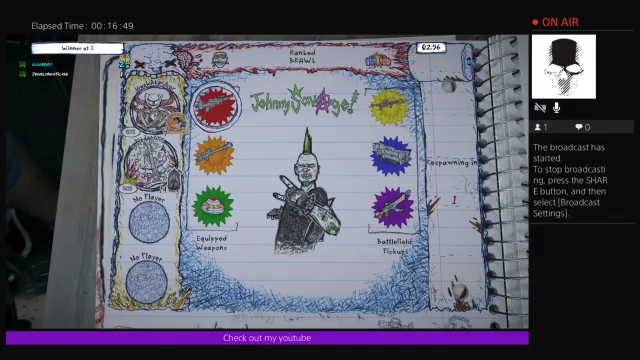 Elapsed Time : 00:16:49
ON AIR
Winner at 3
Ranked
BRAWL
02:56
Johnny Savage!
Respawning in
1
No Player
No Player
Equipped
Weapons
Battlefield
Pickups
1
0
The broadcast has
started.
To stop broadcasti
ng, press the SHAR
E button, and then
select [Broadcast
Settings].
Check out my youtube